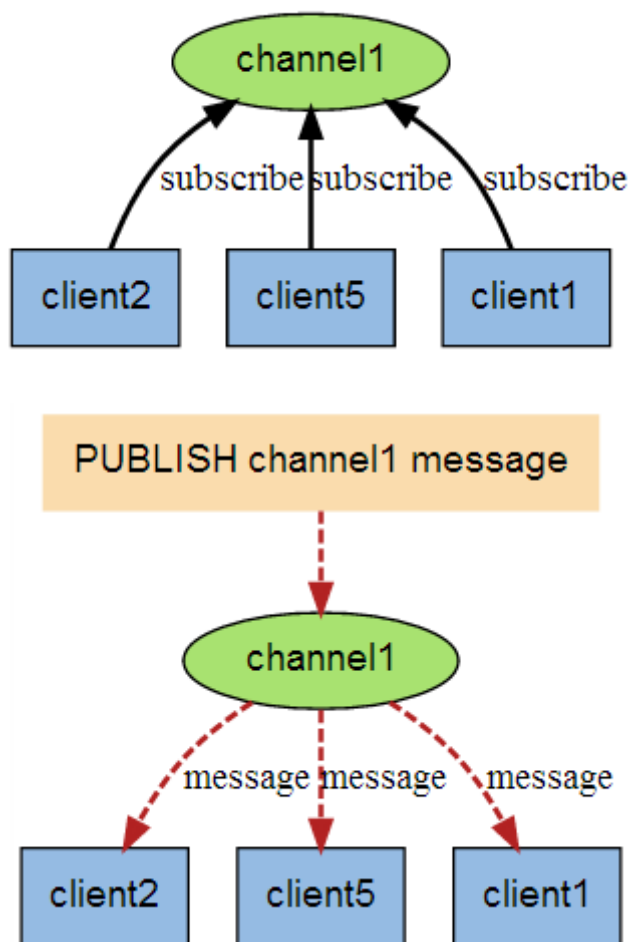 channel1
subscribe subscribe subscribe
client2 client5 client1
PUBLISH channel1 message
channel1
message message message
client2 client5 client1